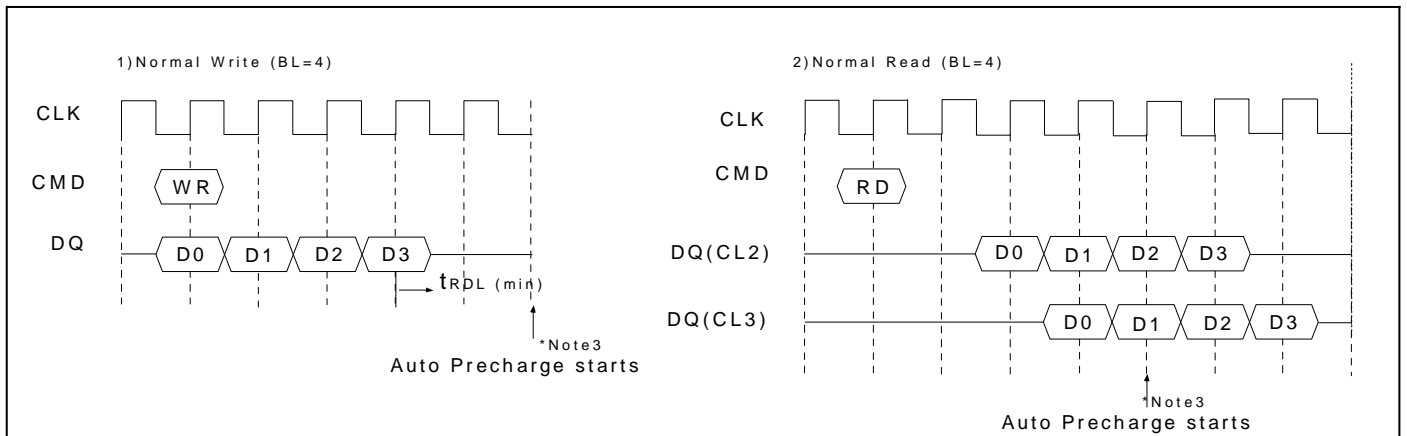 1)Normal Write (BL=4)
CLK
CMD
WR
DQ
D0 D1 D2 D3
tRDL (min)
*Note3
Auto Precharge starts
2)Normal Read (BL=4)
CLK
CMD
RD
DQ(CL2)
D0 D1 D2 D3
DQ(CL3)
D0 D1 D2 D3
*Note3
Auto Precharge starts